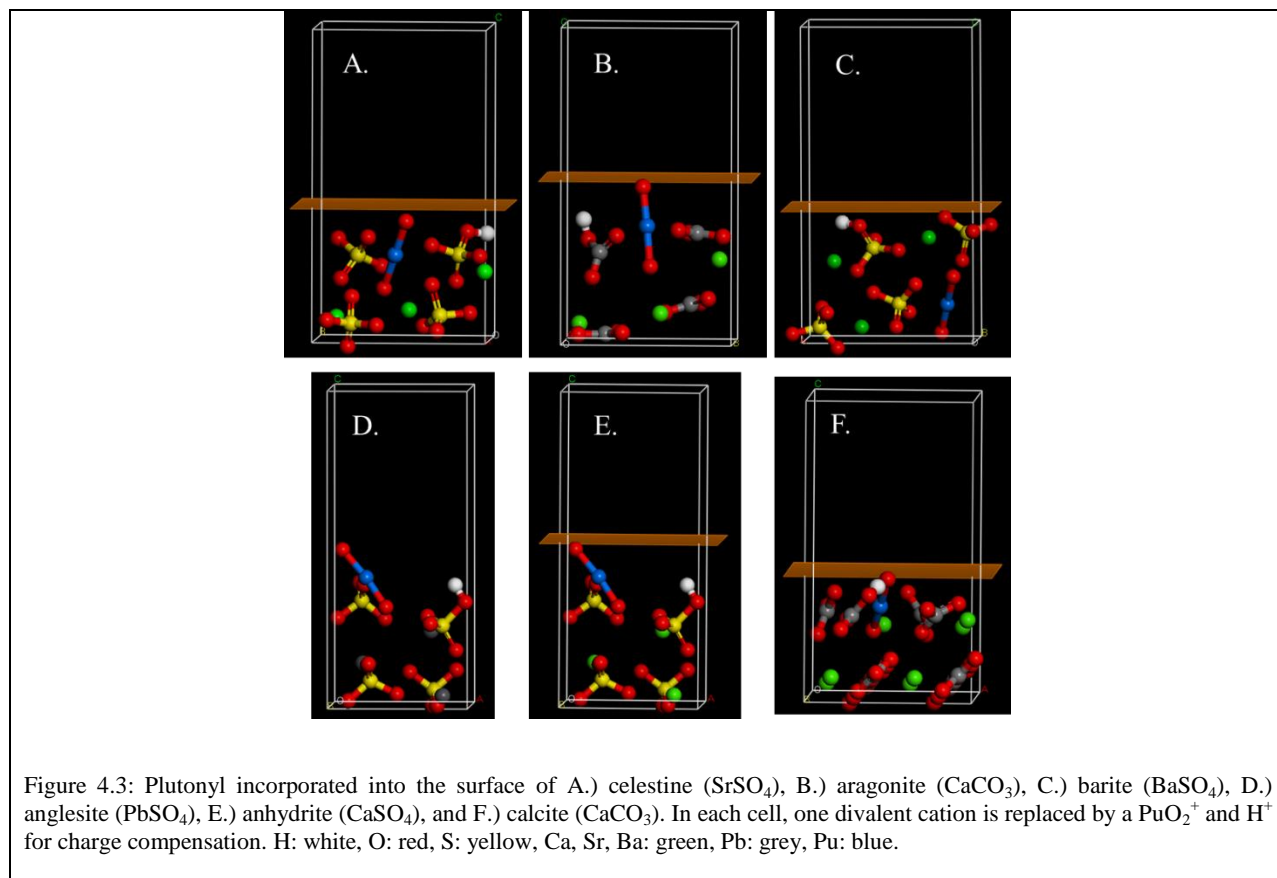 A. B. C.
D. E. F.
Figure 4.3: Plutonyl incorporated into the surface of A.) celestine (SrSO₄), B.) aragonite (CaCO₃), C.) barite (BaSO₄), D.)
anglesite (PbSO₄), E.) anhydrite (CaSO₄), and F.) calcite (CaCO₃). In each cell, one divalent cation is replaced by a PuO₂⁺ and H⁺
for charge compensation. H: white, O: red, S: yellow, Ca, Sr, Ba: green, Pb: grey, Pu: blue.